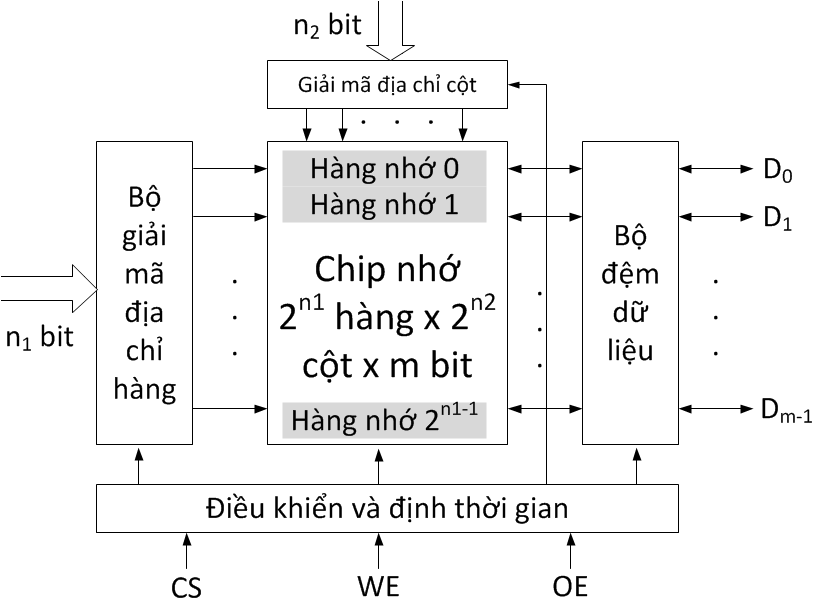 n₂ bit
Giải mã địa chỉ cột
Bộ
giải
mã
địa
chỉ
hàng
n₁ bit
Hàng nhớ 0
Hàng nhớ 1
Chip nhớ
2ⁿ¹ hàng x 2ⁿ²
cột x m bit
Hàng nhớ 2ⁿ¹⁻¹
Bộ
đệm
dữ
liệu
D₀
D₁
Dₘ₋₁
Điều khiển và định thời gian
CS
WE
OE